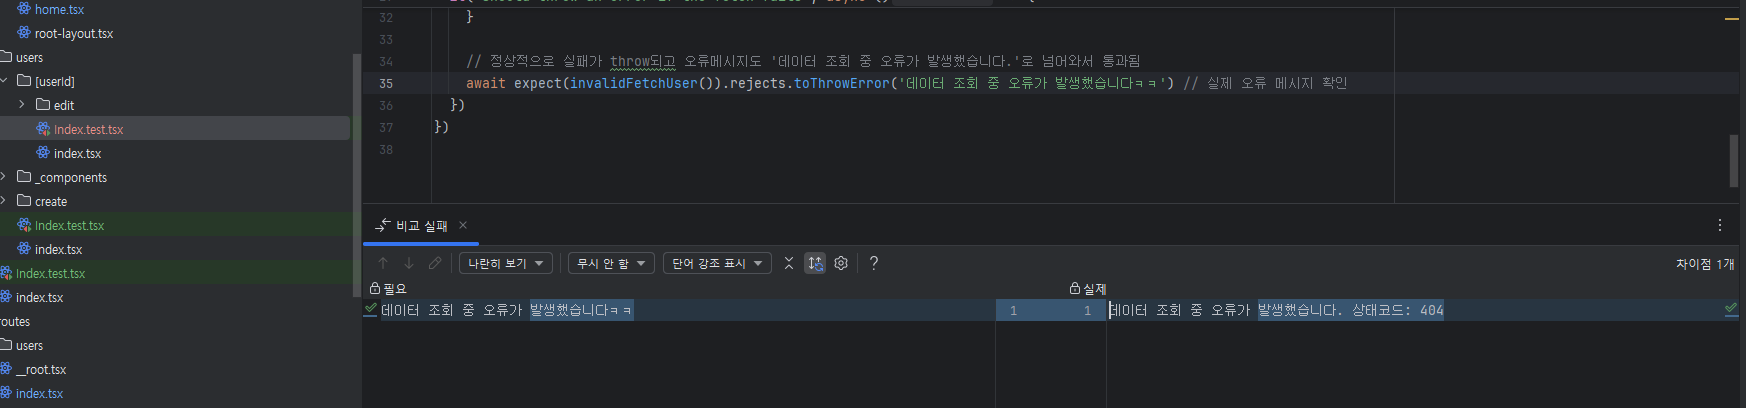 home.tsx
root-layout.tsx
users
[userId]
edit
Index.test.tsx
index.tsx
_components
create
Index.test.tsx
index.tsx
Index.test.tsx
index.tsx
routes
users
__root.tsx
index.tsx
32 }
33
34 // 정상적으로 실패가 throw되고 오류메시지도 '데이터 조회 중 오류가 발생했습니다.'로 넘어와서 통과됨
35 await expect(invalidFetchUser()).rejects.toThrowError('데이터 조회 중 오류가 발생했습니다ㅋㅋ') // 실제 오류 메시지 확인
36 })
37 })
38
비교 실패
나란히 보기 무시 안 함 단어 강조 표시 ? 차이점 1개
필요 실제
데이터 조회 중 오류가 발생했습니다ㅋㅋ 1 1 데이터 조회 중 오류가 발생했습니다. 상태코드: 404